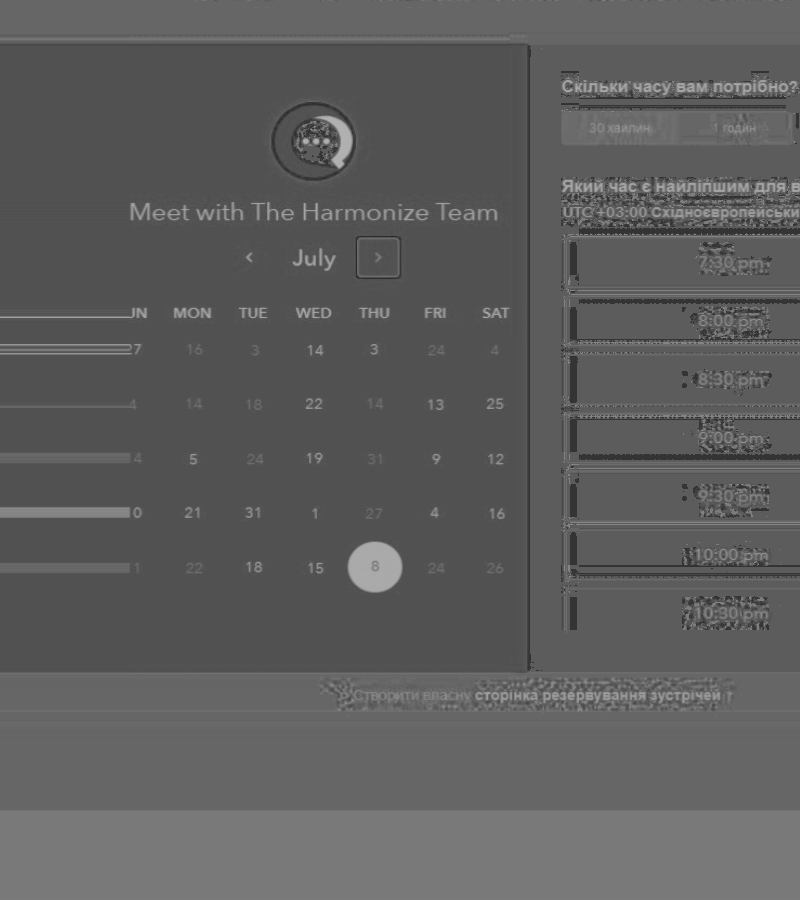 Meet with The Harmonize Team
July
UN MON TUE WED THU FRI SAT
7 16 3 14 3 24 4
4 14 18 22 14 13 25
4 5 24 19 31 9 12
0 21 31 1 27 4 16
1 22 18 15 8 24 26
Скільки часу вам потрібно?
30 хвилин 1 годин
Який час є найліпшим для в
UTC +03:00 Східноєвропейськи
7:30 pm
8:00 pm
8:30 pm
9:00 pm
9:30 pm
10:00 pm
10:30 pm
Створити власну сторінка резервування зустрічей